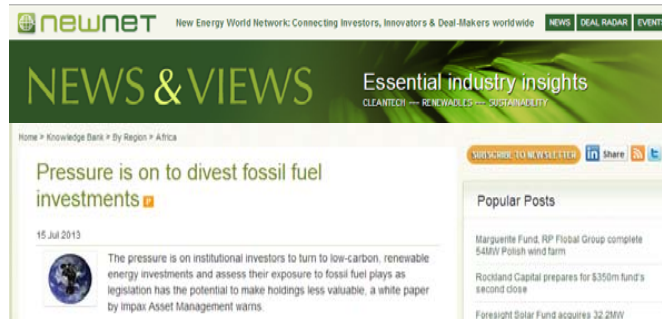 newnet
New Energy World Network: Connecting Investors, Innovators & Deal-Makers worldwide
NEWS
DEAL RADAR
EVENTS
NEWS & VIEWS
Essential industry insights
CLEANTECH --- RENEWABLES --- SUSTAINABILITY
Home > Knowledge Bank > By Region > Africa
SUBSCRIBE TO NEWSLETTER
in Share
Pressure is on to divest fossil fuel
investments P
15 Jul 2013
The pressure is on institutional investors to turn to low-carbon, renewable
energy investments and assess their exposure to fossil fuel plays as
legislation has the potential to make holdings less valuable, a white paper
by Impax Asset Management warns.
Popular Posts
Marguerite Fund, RP Flobal Group complete
54MW Polish wind farm
Rockland Capital prepares for $350m fund's
second close
Foresight Solar Fund acquires 32.2MW